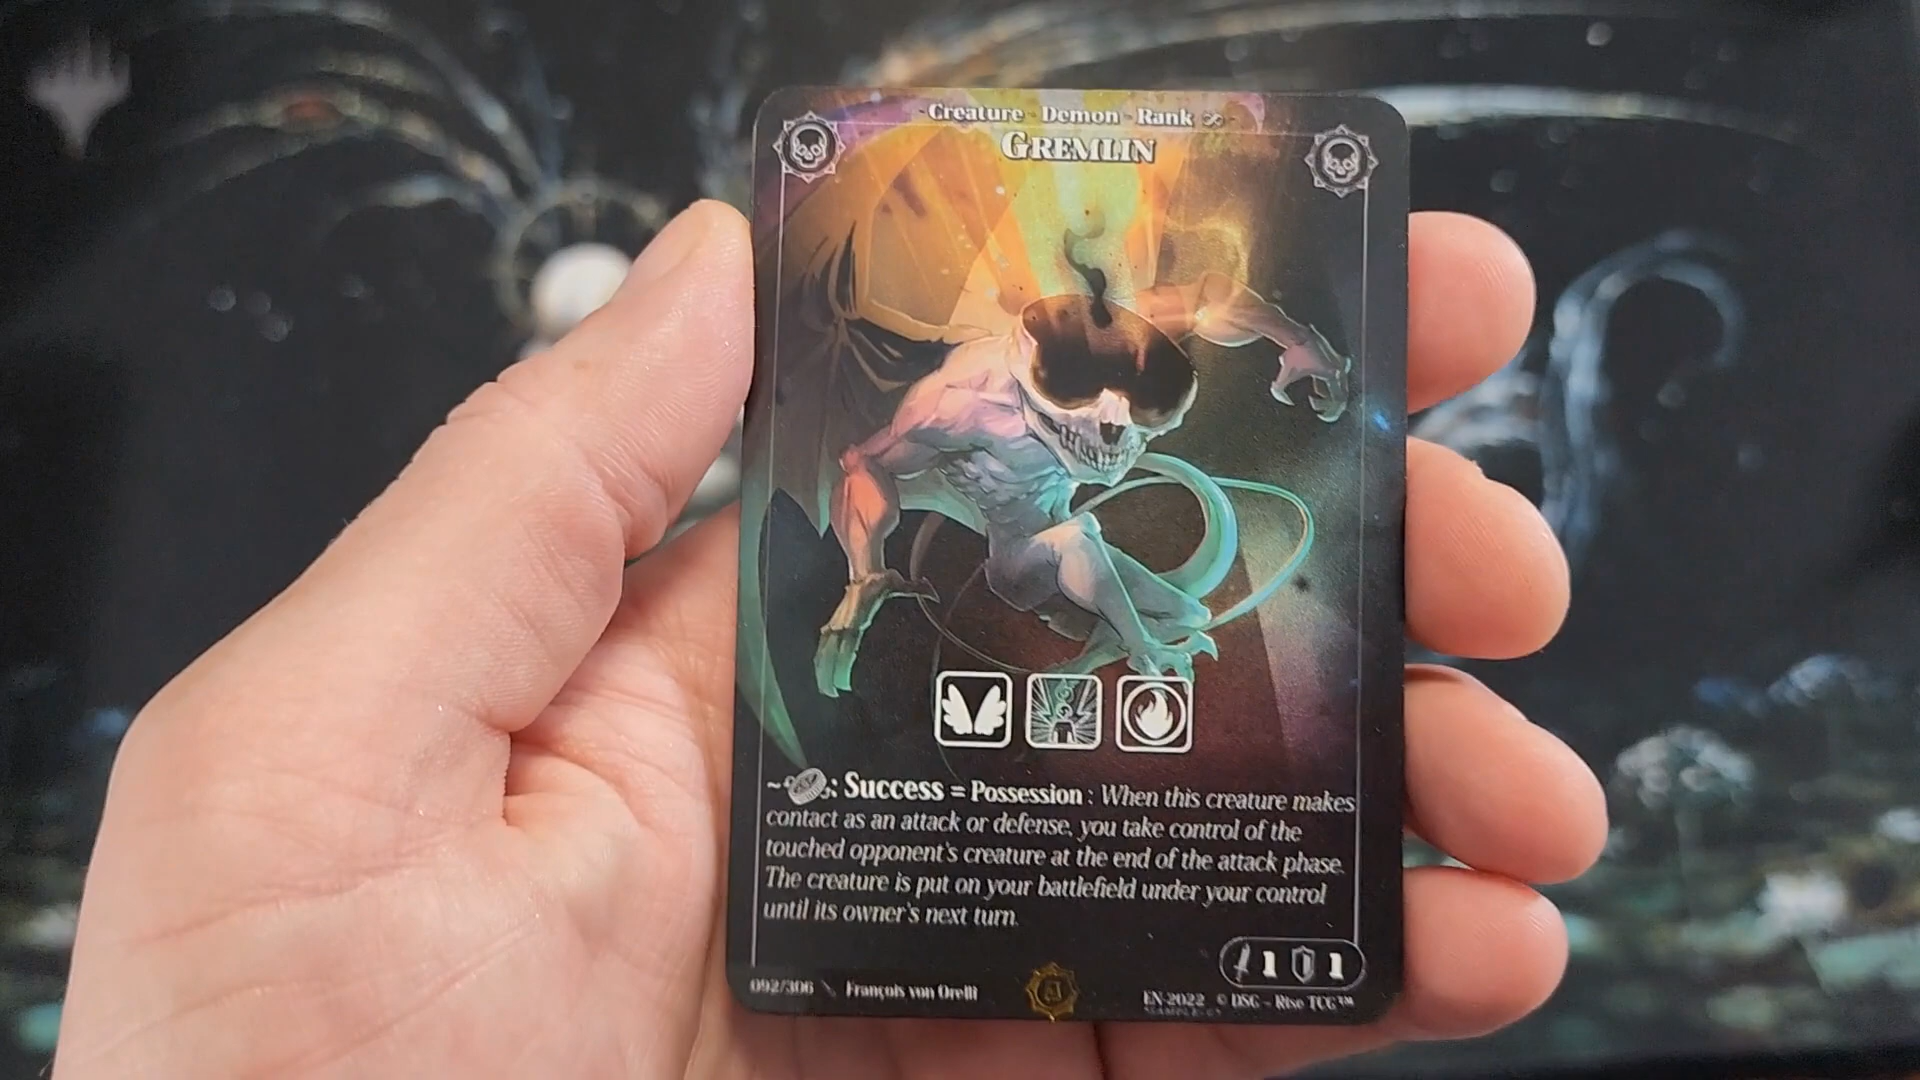 - Creature - Demon - Rank ∞ -
GREMLIN
~ : Success = Possession : When this creature makes
contact as an attack or defense, you take control of the
touched opponent's creature at the end of the attack phase.
The creature is put on your battlefield under your control
until its owner's next turn.
1 1
092/306 François von Orelli EN-2022 © DSG - Rise TCG™